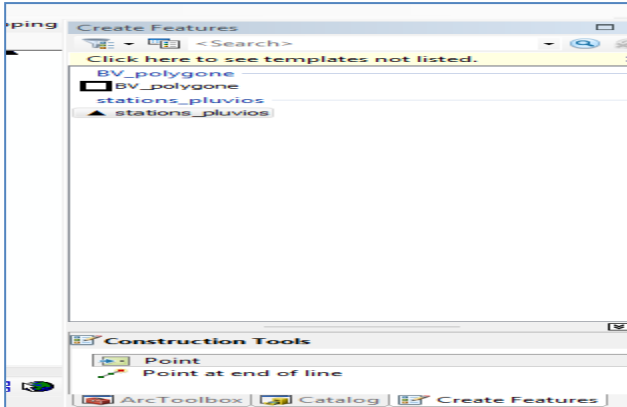 pping
Create Features
<Search>
Click here to see templates not listed.
BV_polygone
BV_polygone
stations_pluvios
stations_pluvios
Construction Tools
Point
Point at end of line
ArcToolbox Catalog Create Features